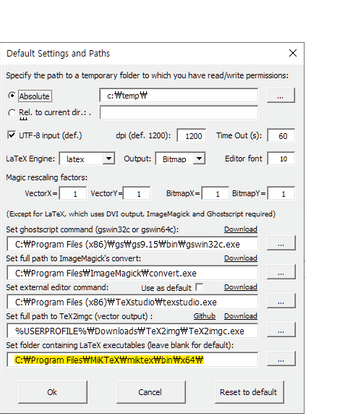 Default Settings and Paths
Specify the path to a temporary folder to which you have read/write permissions:
Absolute c:₩temp₩ ...
Rel. to current dir.: .
UTF-8 input (def.) dpi (def. 1200): 1200 Time Out (s): 60
LaTeX Engine: latex Output: Bitmap Editor font 10
Magic rescaling factors:
VectorX= 1 VectorY= 1 BitmapX= 1 BitmapY= 1
(Except for LaTeX, which uses DVI output, ImageMagick and Ghostscript required)
Set ghostscript command (gswin32c or gswin64c): Download
C:₩Program Files (x86)₩gs₩gs9.15₩bin₩gswin32c.exe ...
Set full path to ImageMagick's convert: Download
C:₩Program Files₩ImageMagick₩convert.exe ...
Set external editor command: Use as default Download
C:₩Program Files (x86)₩TeXstudio₩texstudio.exe ...
Set full path to TeX2imgc (vector output) : Github Download
%USERPROFILE%₩Downloads₩TeX2img₩TeX2imgc.exe ...
Set folder containing LaTeX executables (leave blank for default):
C:₩Program Files₩MiKTeX₩miktex₩bin₩x64₩ ...
Ok Cancel Reset to default